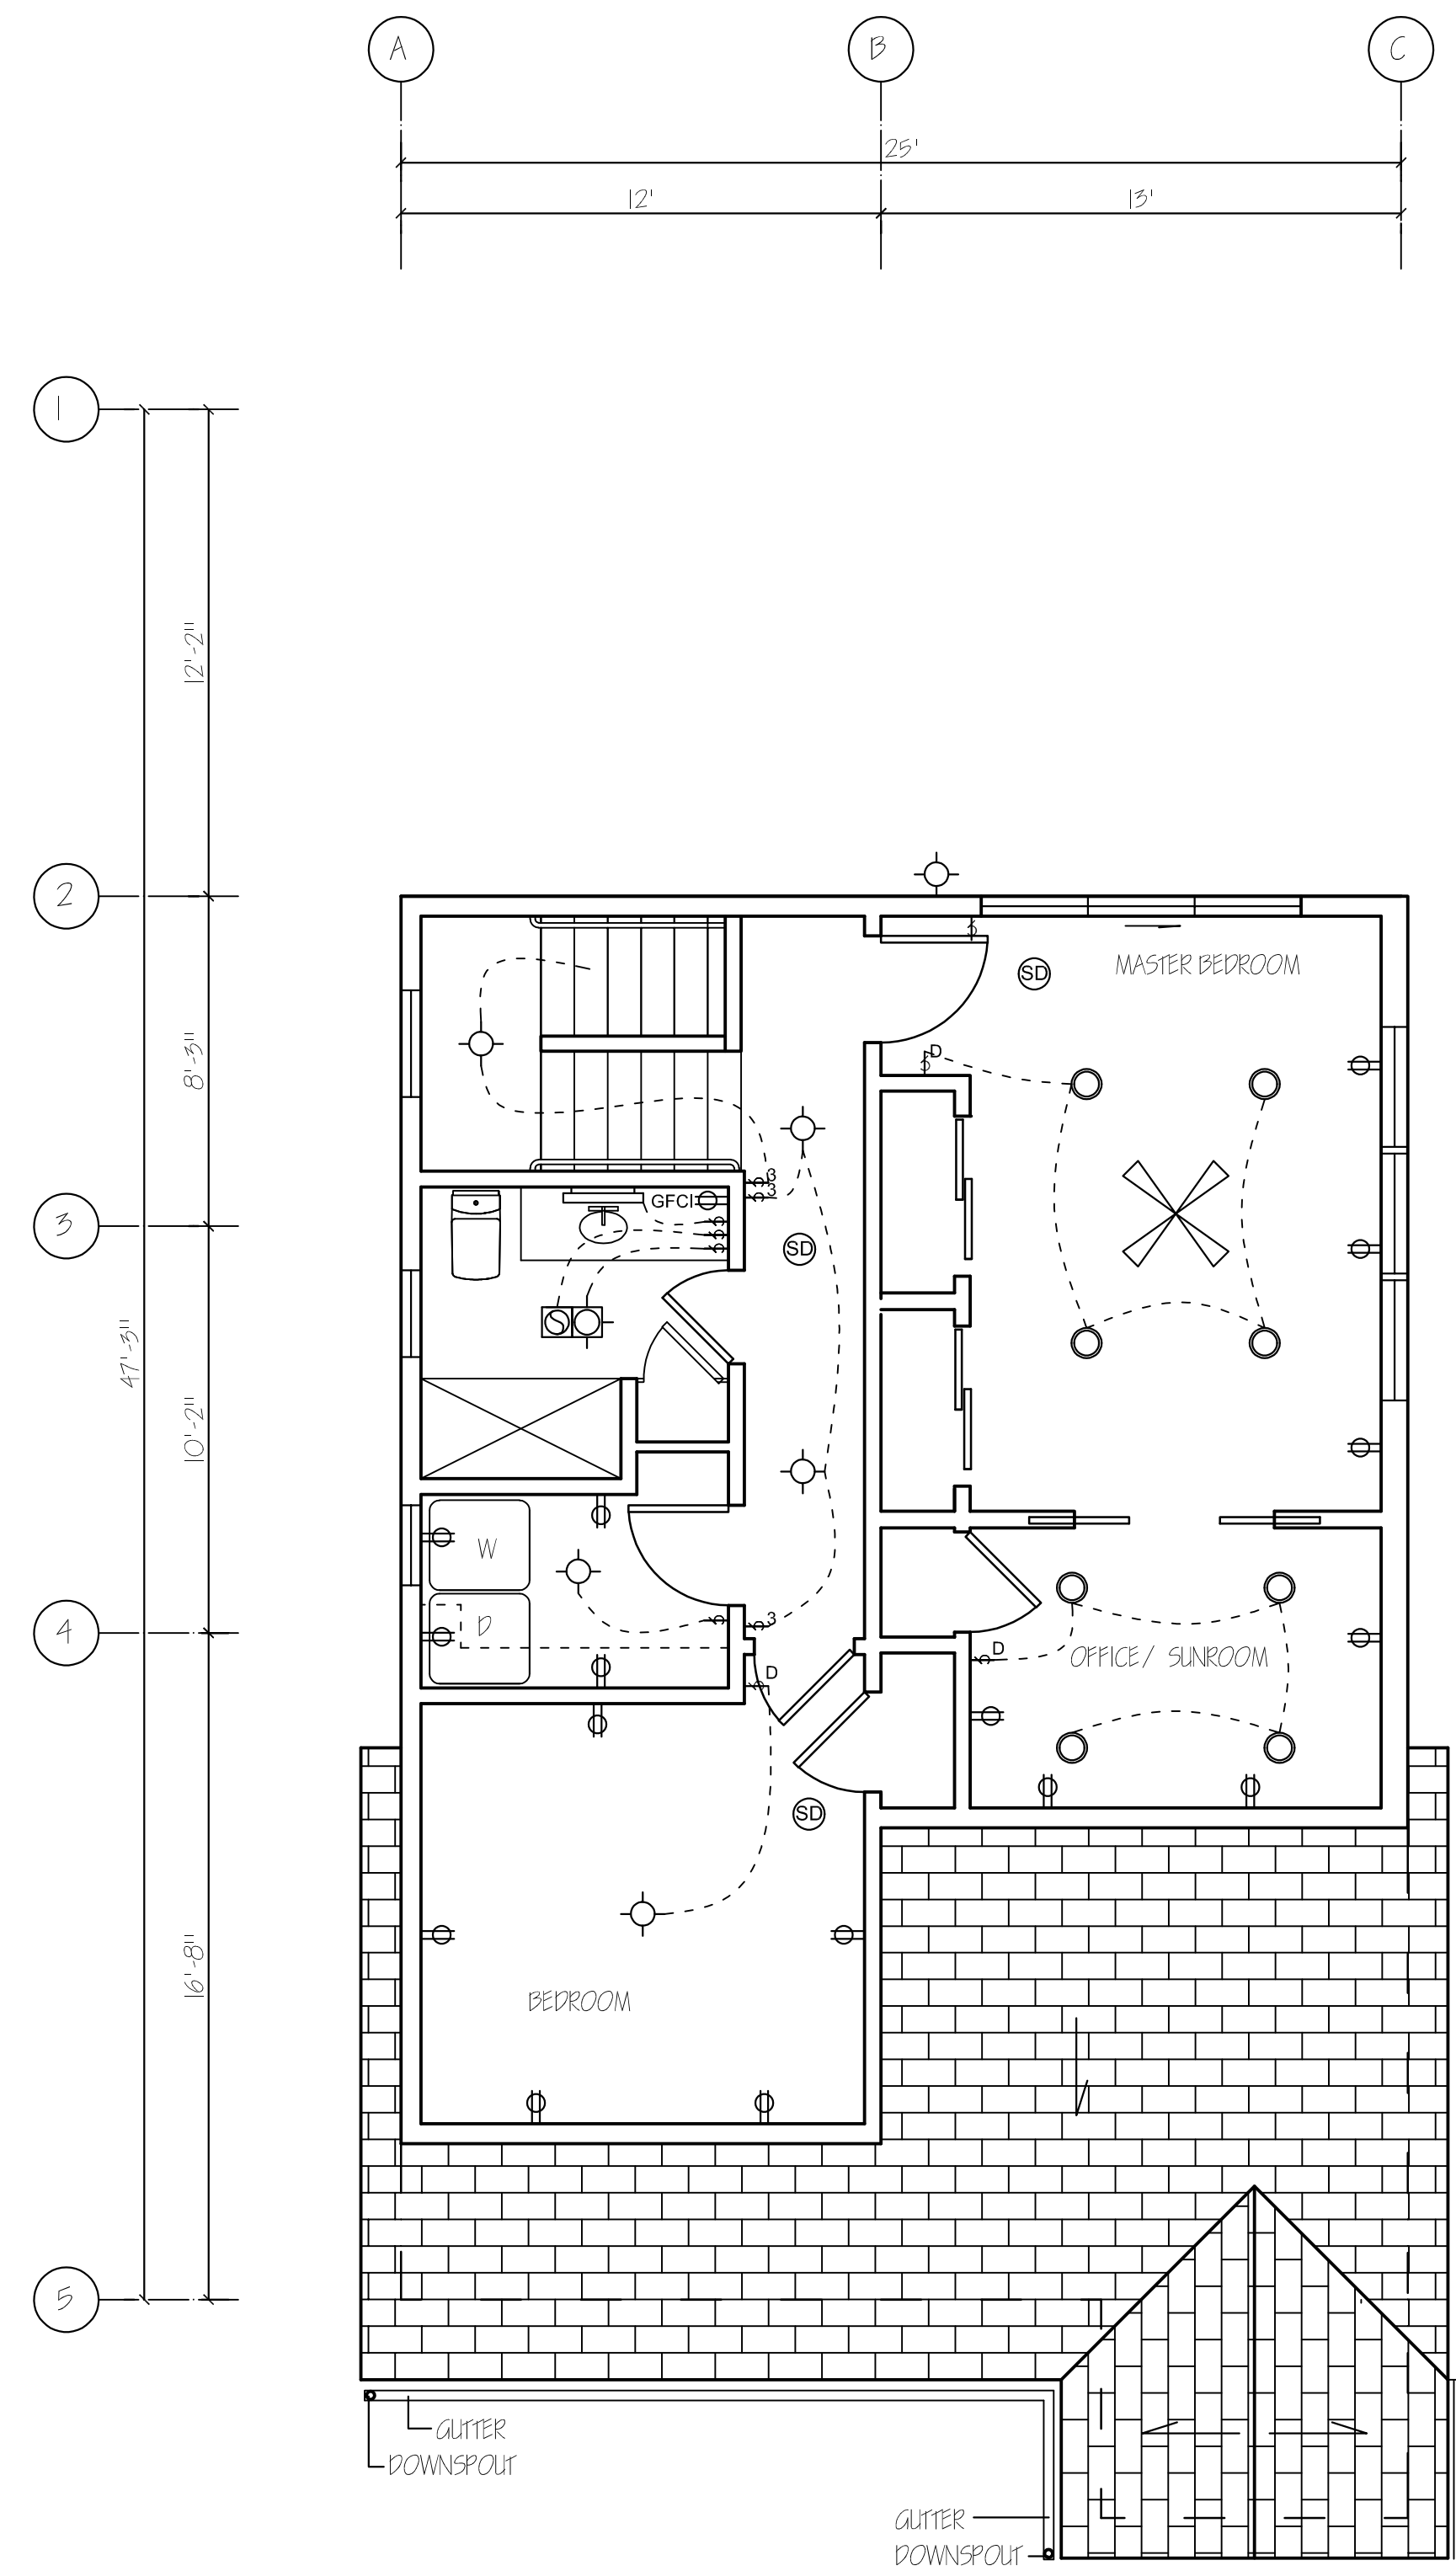 A
B
C
25'
12'
13'
1
12'-2"
2
MASTER BEDROOM
SD
8'-3"
D
3
3
GFCI
3
SD
47'-3"
S
10'-2"
W
D
4
3
D
OFFICE/ SUNROOM
D
SD
16'-8"
BEDROOM
5
GUTTER
DOWNSPOUT
GUTTER
DOWNSPOUT